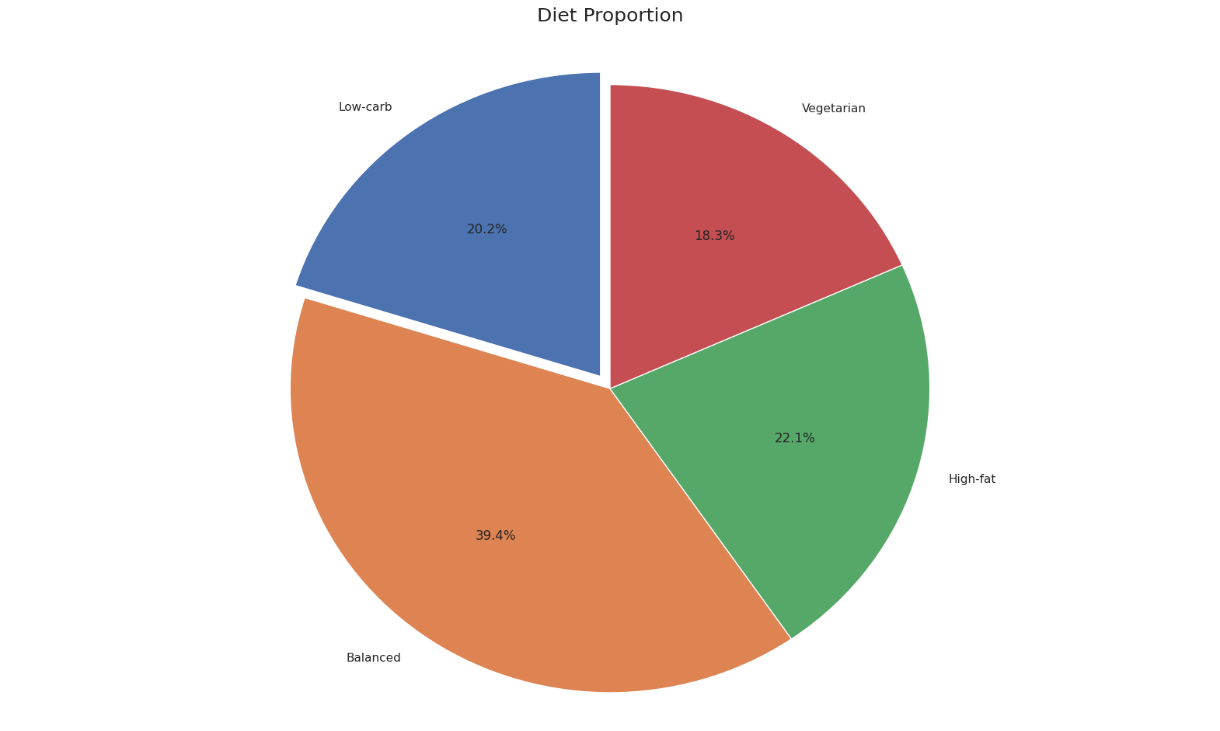 Diet Proportion
Low-carb
Vegetarian
20.2%
18.3%
22.1%
High-fat
39.4%
Balanced